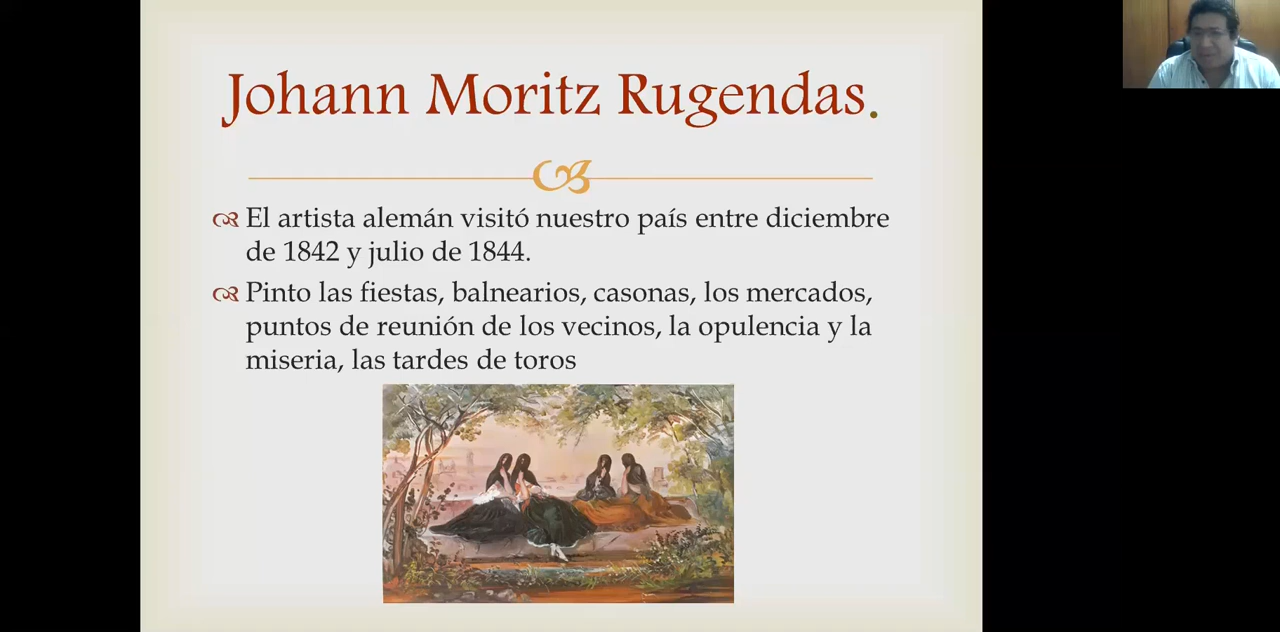 Johann Moritz Rugendas.
El artista alemán visitó nuestro país entre diciembre
de 1842 y julio de 1844.
Pinto las fiestas, balnearios, casonas, los mercados,
puntos de reunión de los vecinos, la opulencia y la
miseria, las tardes de toros